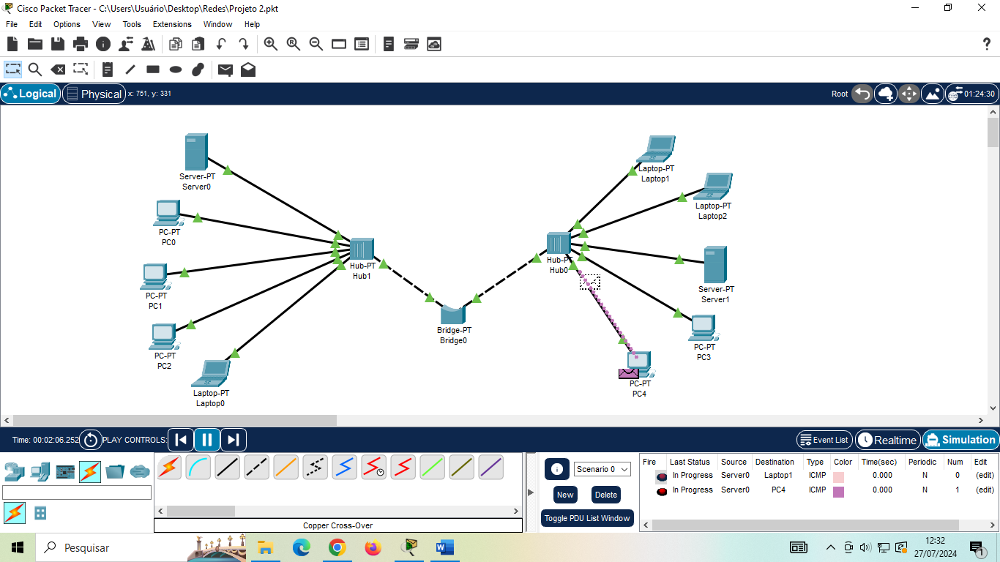 Cisco Packet Tracer - C:\Users\Usuário\Desktop\Redes\Projeto 2.pkt
File Edit Options View Tools Extensions Window Help
Logical Physical x: 751, y: 331 Root 01:24:30
Server-PT
Server0
PC-PT
PC0
PC-PT
PC1
PC-PT
PC2
Laptop-PT
Laptop0
Hub-PT
Hub1
Bridge-PT
Bridge0
Hub-PT
Hub0
Laptop-PT
Laptop1
Laptop-PT
Laptop2
Server-PT
Server1
PC-PT
PC3
PC-PT
PC4
Time: 00:02:06.252 PLAY CONTROLS: Event List Realtime Simulation
Copper Cross-Over
Scenario 0
New Delete
Toggle PDU List Window
Fire Last Status Source Destination Type Color Time(sec) Periodic Num Edit
In Progress Server0 Laptop1 ICMP 0.000 N 0 (edit)
In Progress Server0 PC4 ICMP 0.000 N 1 (edit)
Pesquisar
12:32
27/07/2024
1